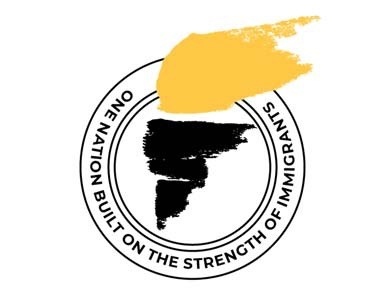 ONE NATION BUILT ON THE STRENGTH OF IMMIGRANTS